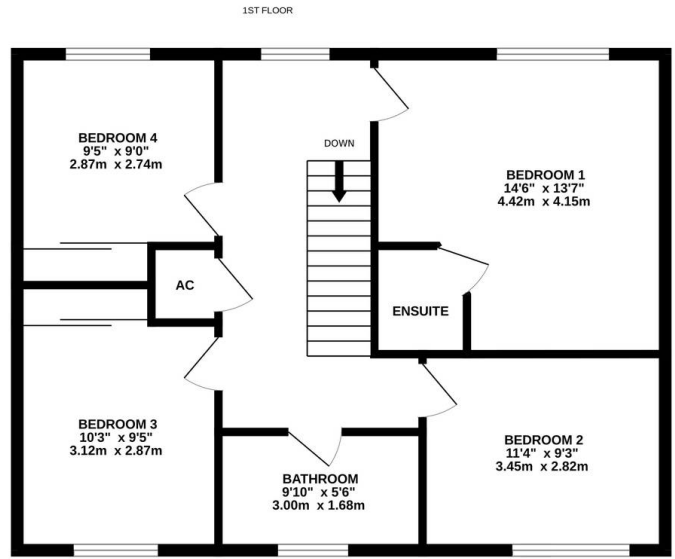 1ST FLOOR
BEDROOM 4
9'5" x 9'0"
2.87m x 2.74m
DOWN
BEDROOM 1
14'6" x 13'7"
4.42m x 4.15m
AC
ENSUITE
BEDROOM 3
10'3" x 9'5"
3.12m x 2.87m
BEDROOM 2
11'4" x 9'3"
3.45m x 2.82m
BATHROOM
9'10" x 5'6"
3.00m x 1.68m